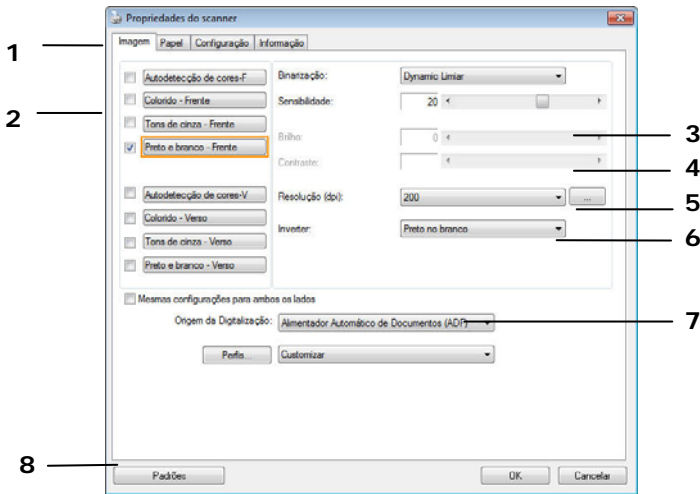 Propriedades do scanner
Imagem Papel Configuração Informação
1
Autodetecção de cores-F Binarização: Dynamic Limiar
2 Colorido - Frente Sensibilidade: 20
Tons de cinza - Frente
Preto e branco - Frente Brilho: 0 3
Contraste: 4
Autodetecção de cores-V Resolução (dpi): 200 ... 5
Colorido - Verso
Inverter: Preto no branco 6
Tons de cinza - Verso
Preto e branco - Verso
Mesmas configurações para ambos os lados
Origem da Digitalização: Alimentador Automático de Documentos (ADF) 7
Perfis... Customizar
8
Padrões OK Cancelar